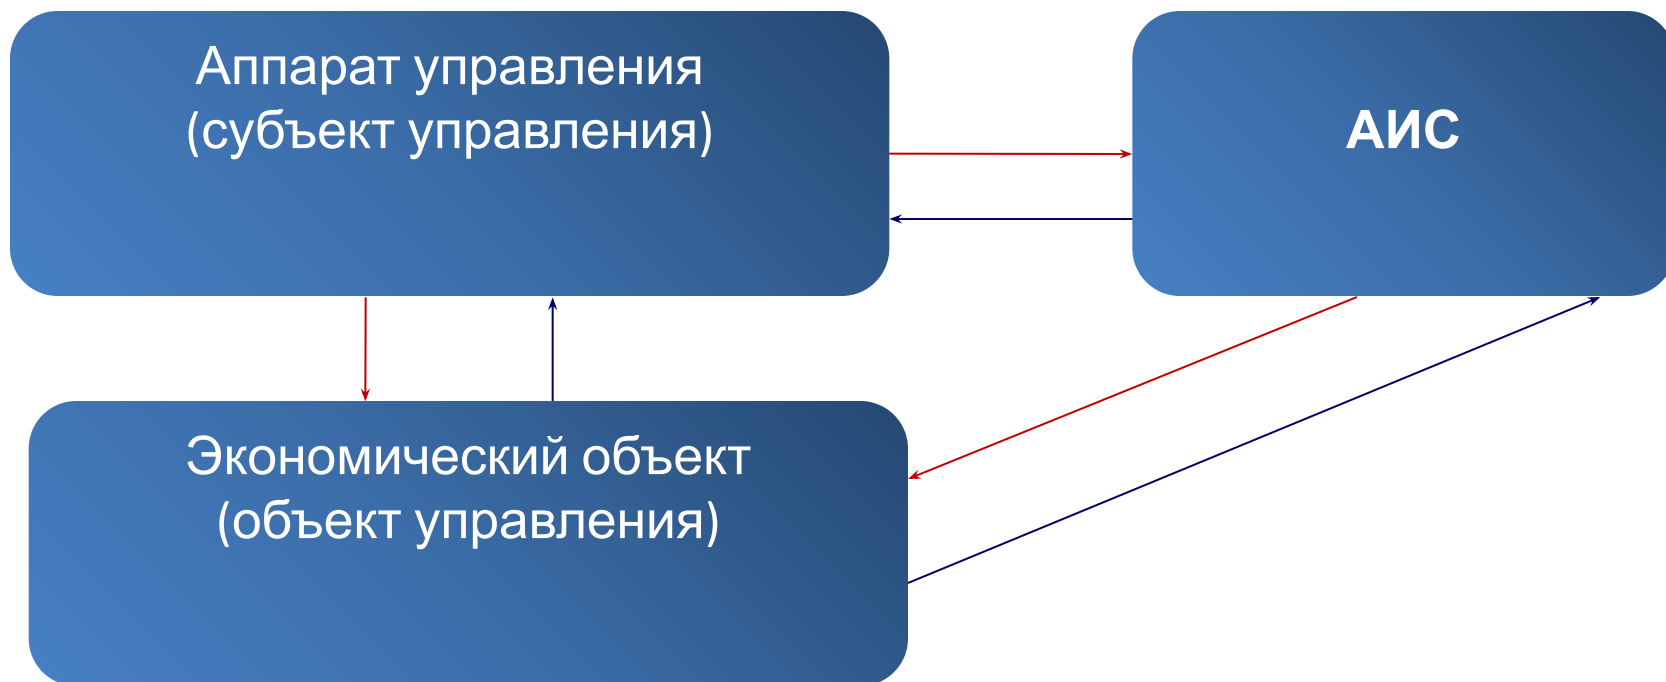 Аппарат управления
(субъект управления)
АИС
Экономический объект
(объект управления)